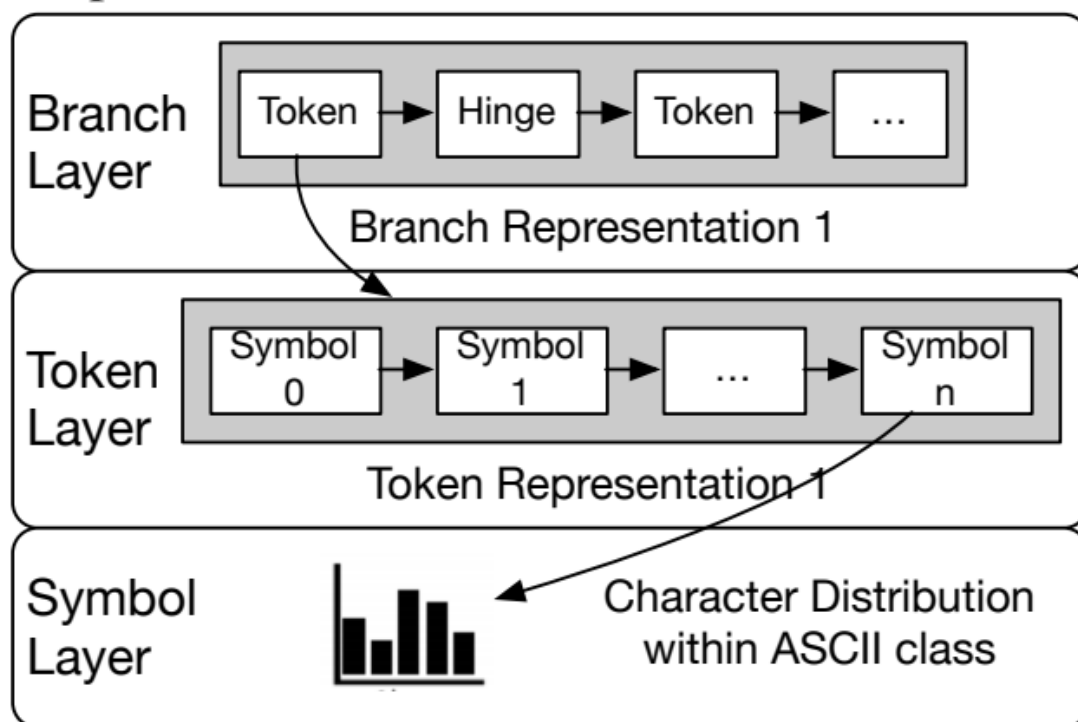 Branch
Layer
Token
Hinge
Token
...
Branch Representation 1
Token
Layer
Symbol
0
Symbol
1
...
Symbol
n
Token Representation 1
Symbol
Layer
Character Distribution
within ASCII class